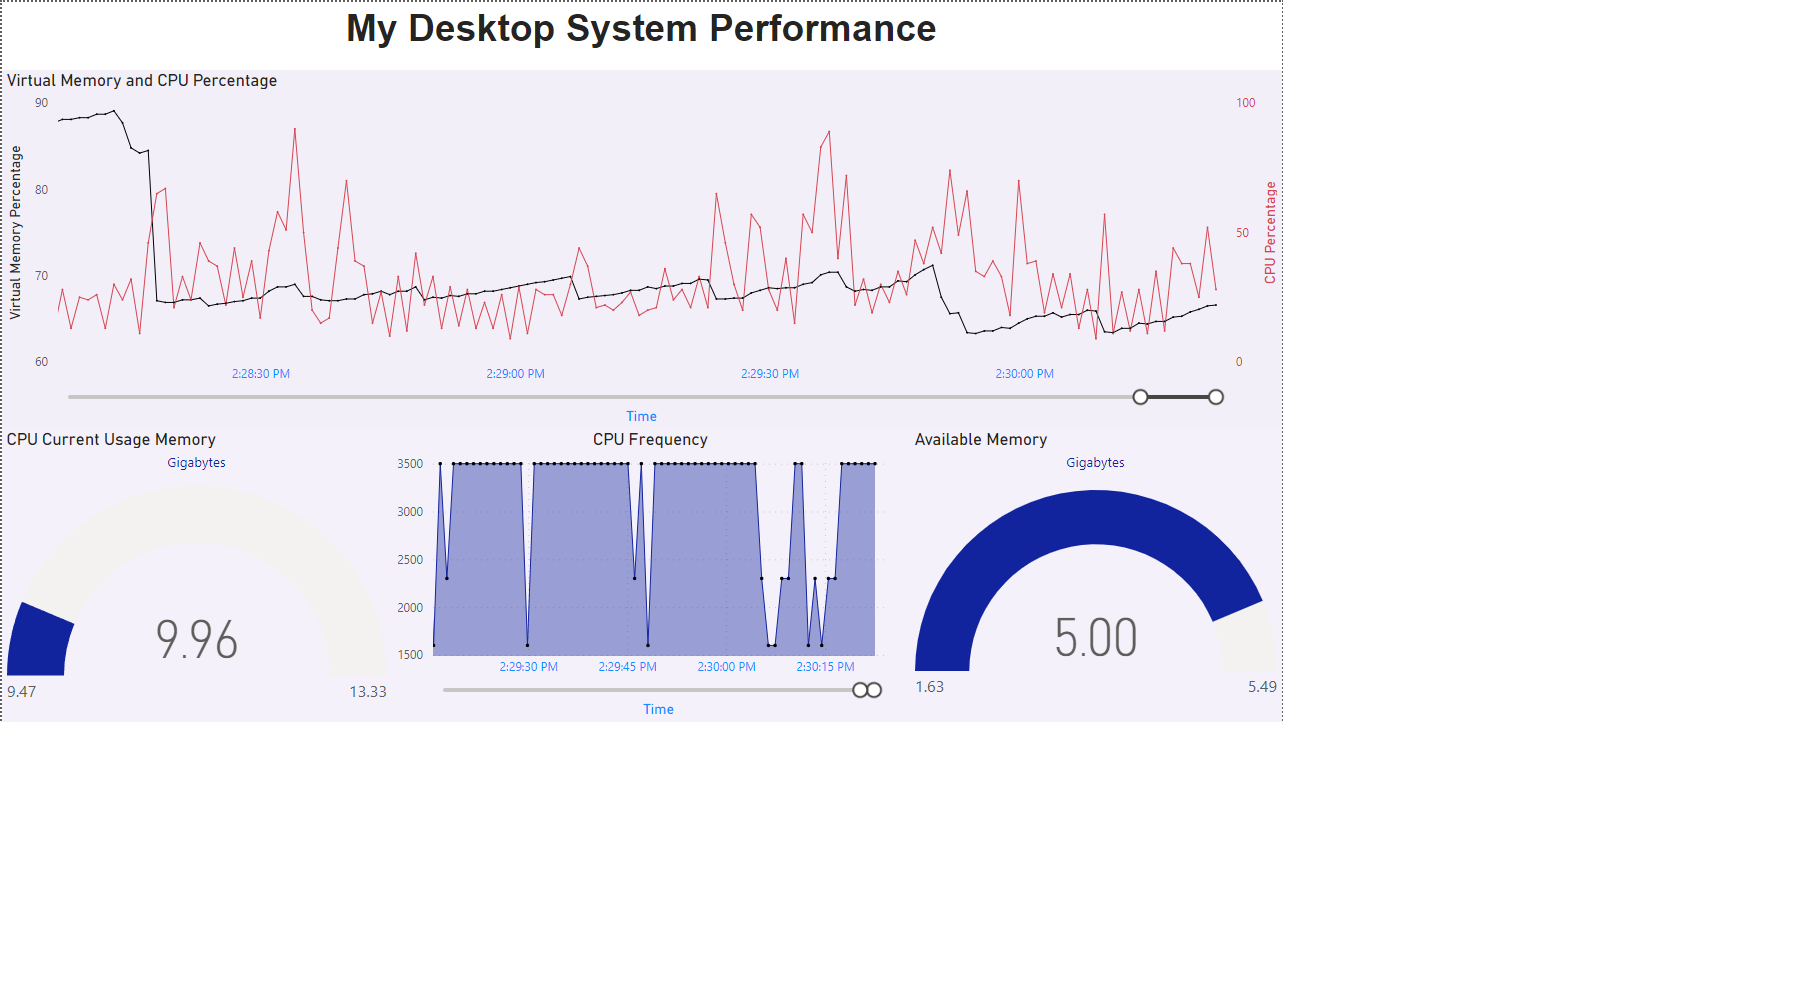 My Desktop System Performance
Virtual Memory and CPU Percentage
90
80
70
60
Virtual Memory Percentage
100
50
0
CPU Percentage
2:28:30 PM
2:29:00 PM
2:29:30 PM
2:30:00 PM
Time
CPU Current Usage Memory
Gigabytes
9.96
9.47
13.33
CPU Frequency
3500
3000
2500
2000
1500
2:29:30 PM
2:29:45 PM
2:30:00 PM
2:30:15 PM
Time
Available Memory
Gigabytes
5.00
1.63
5.49